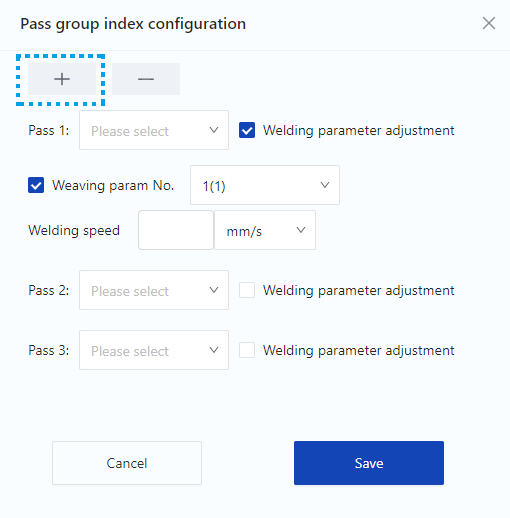 Pass group index configuration
Pass 1: Please select Welding parameter adjustment
Weaving param No. 1(1)
Welding speed mm/s
Pass 2: Please select Welding parameter adjustment
Pass 3: Please select Welding parameter adjustment
Cancel Save